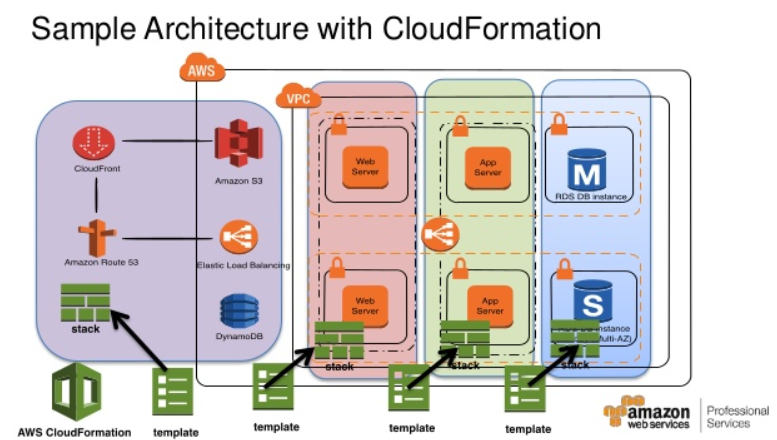 Sample Architecture with CloudFormation
AWS
VPC
CloudFront
Amazon S3
Web
Server
App
Server
M
RDS DB instance
Amazon Route 53
Elastic Load Balancing
stack
DynamoDB
Web
Server
App
Server
S
instance
Multi-AZ)
stack
stack
stack
AWS CloudFormation
template
template
template
template
amazon
web services
Professional
Services